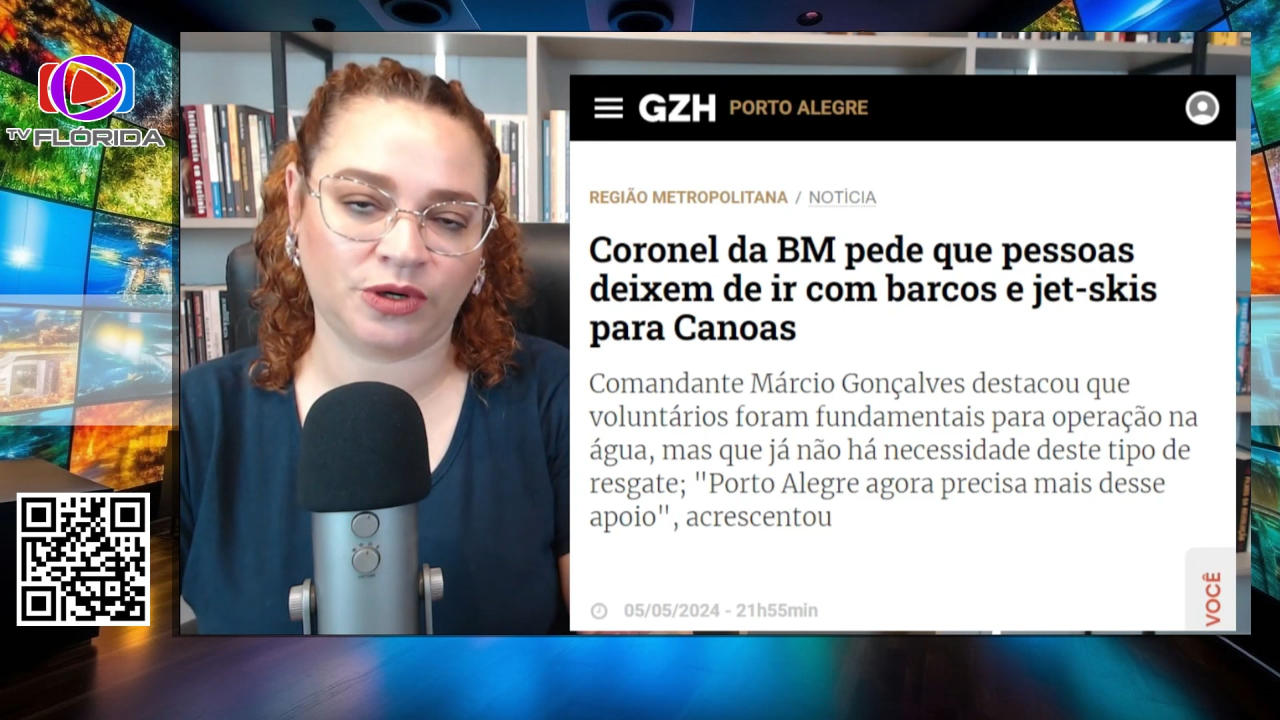 TV FLÓRIDA
GZH PORTO ALEGRE
REGIÃO METROPOLITANA / NOTÍCIA
Coronel da BM pede que pessoas
deixem de ir com barcos e jet-skis
para Canoas
Comandante Márcio Gonçalves destacou que
voluntários foram fundamentais para operação na
água, mas que já não há necessidade deste tipo de
resgate; "Porto Alegre agora precisa mais desse
apoio", acrescentou
05/05/2024 - 21h55min
VOCÊ